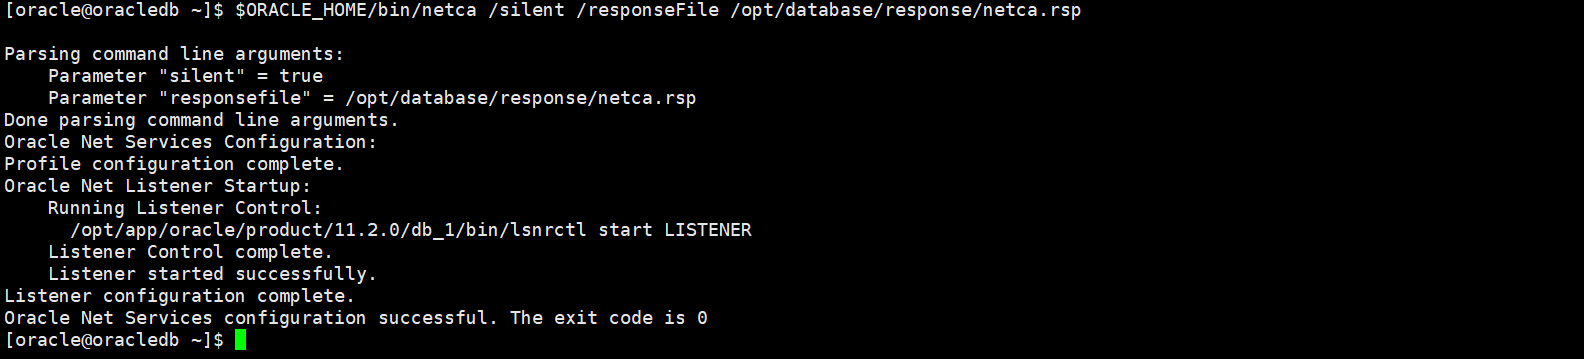 [oracle@oracledb ~]$ $ORACLE_HOME/bin/netca /silent /responseFile /opt/database/response/netca.rsp
Parsing command line arguments:
    Parameter "silent" = true
    Parameter "responsefile" = /opt/database/response/netca.rsp
Done parsing command line arguments.
Oracle Net Services Configuration:
Profile configuration complete.
Oracle Net Listener Startup:
    Running Listener Control:
      /opt/app/oracle/product/11.2.0/db_1/bin/lsnrctl start LISTENER
    Listener Control complete.
    Listener started successfully.
Listener configuration complete.
Oracle Net Services configuration successful. The exit code is 0
[oracle@oracledb ~]$